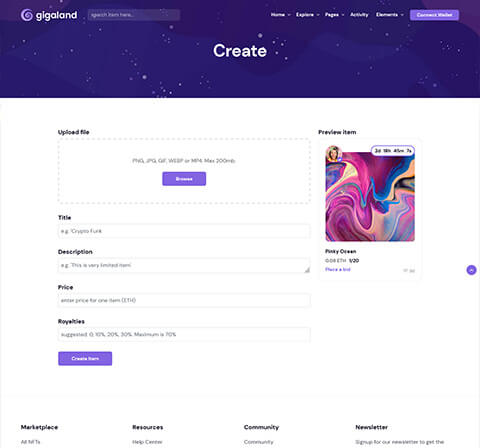 gigaland
search item here...
Home
Explore
Pages
Activity
Elements
Connect Wallet
Create
Upload file
PNG, JPG, GIF, WEBP or MP4. Max 200mb.
Browse
Title
e.g. 'Crypto Funk
Description
e.g. 'This is very limited item'
Price
enter price for one item (ETH)
Royalties
suggested: 0, 10%, 20%, 30%. Maximum is 70%
Create Item
Preview item
2d 18h 45m 7s
Pinky Ocean
0.08 ETH 1/20
Place a bid
Marketplace
All NFTs
Resources
Help Center
Community
Community
Newsletter
Signup for our newsletter to get the